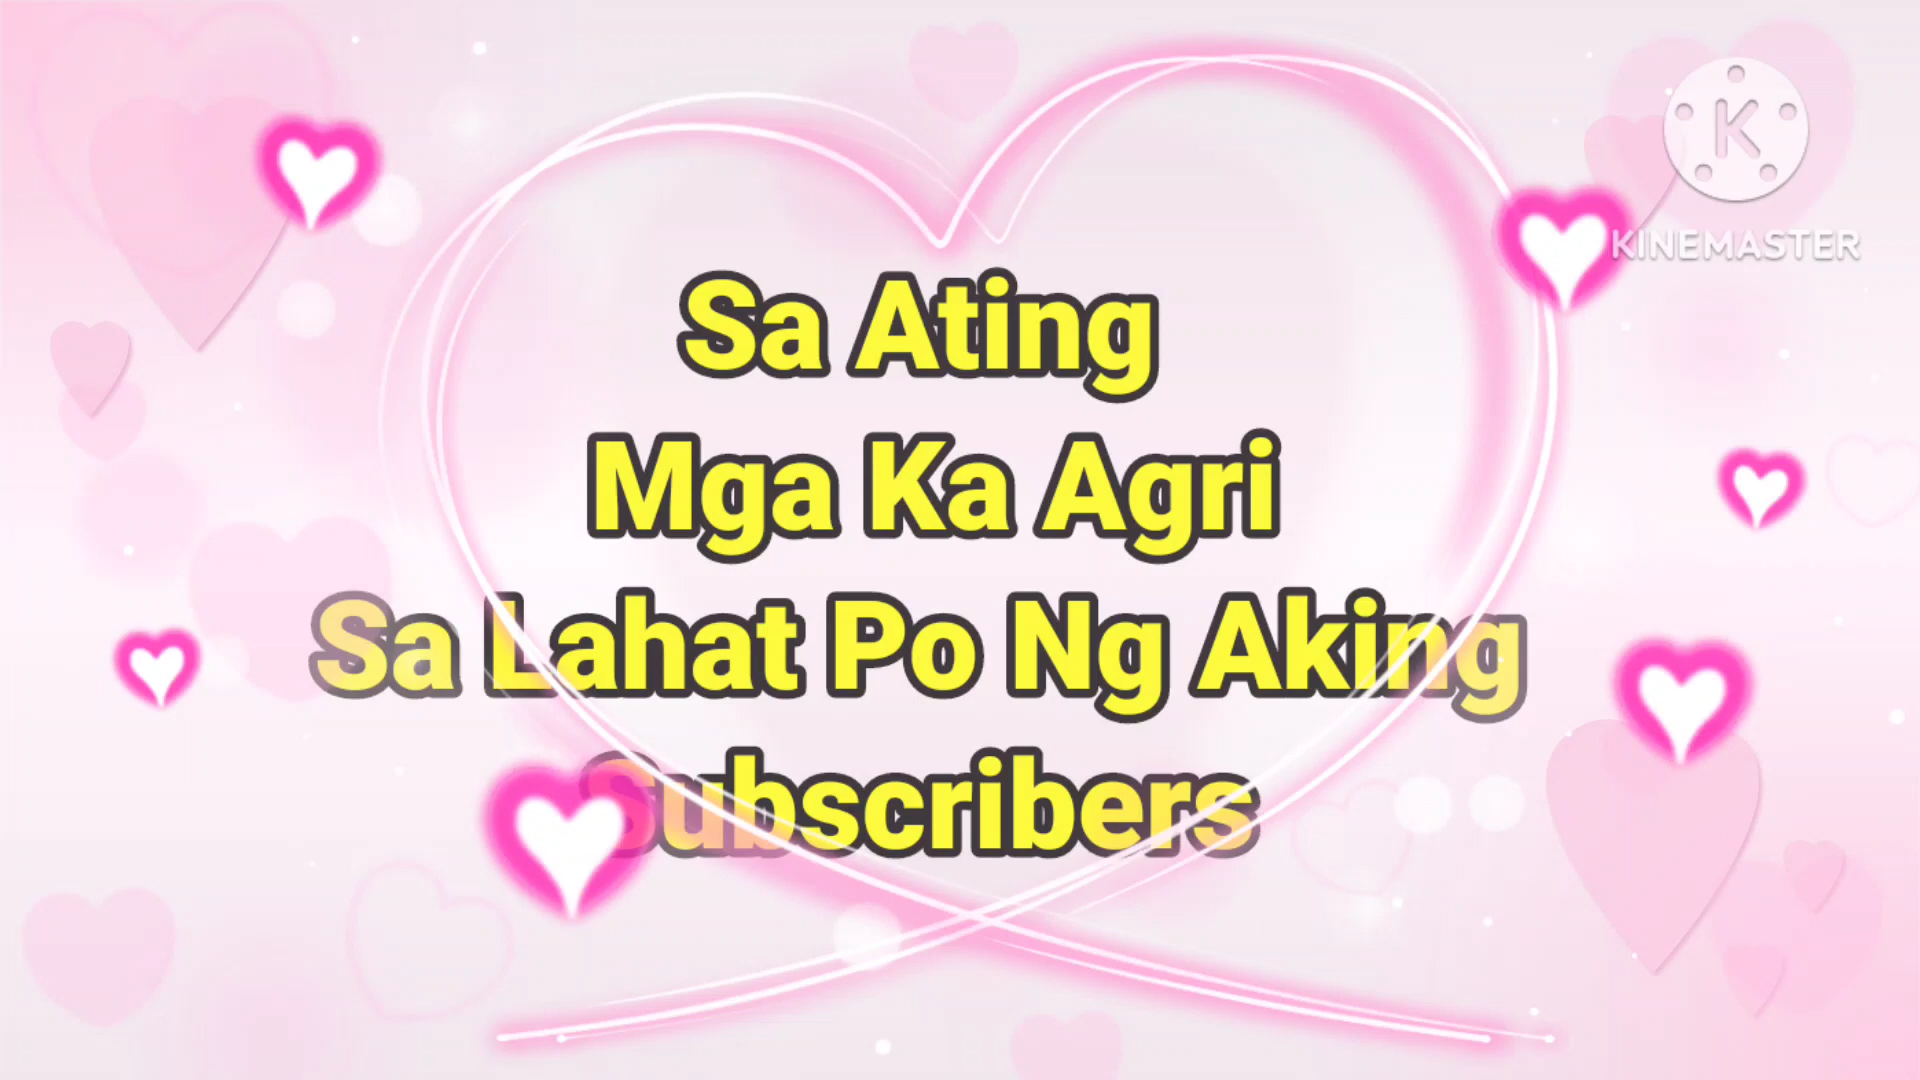 K
KINEMASTER
Sa Ating
Mga Ka Agri
Sa Lahat Po Ng Aking
Subscribers